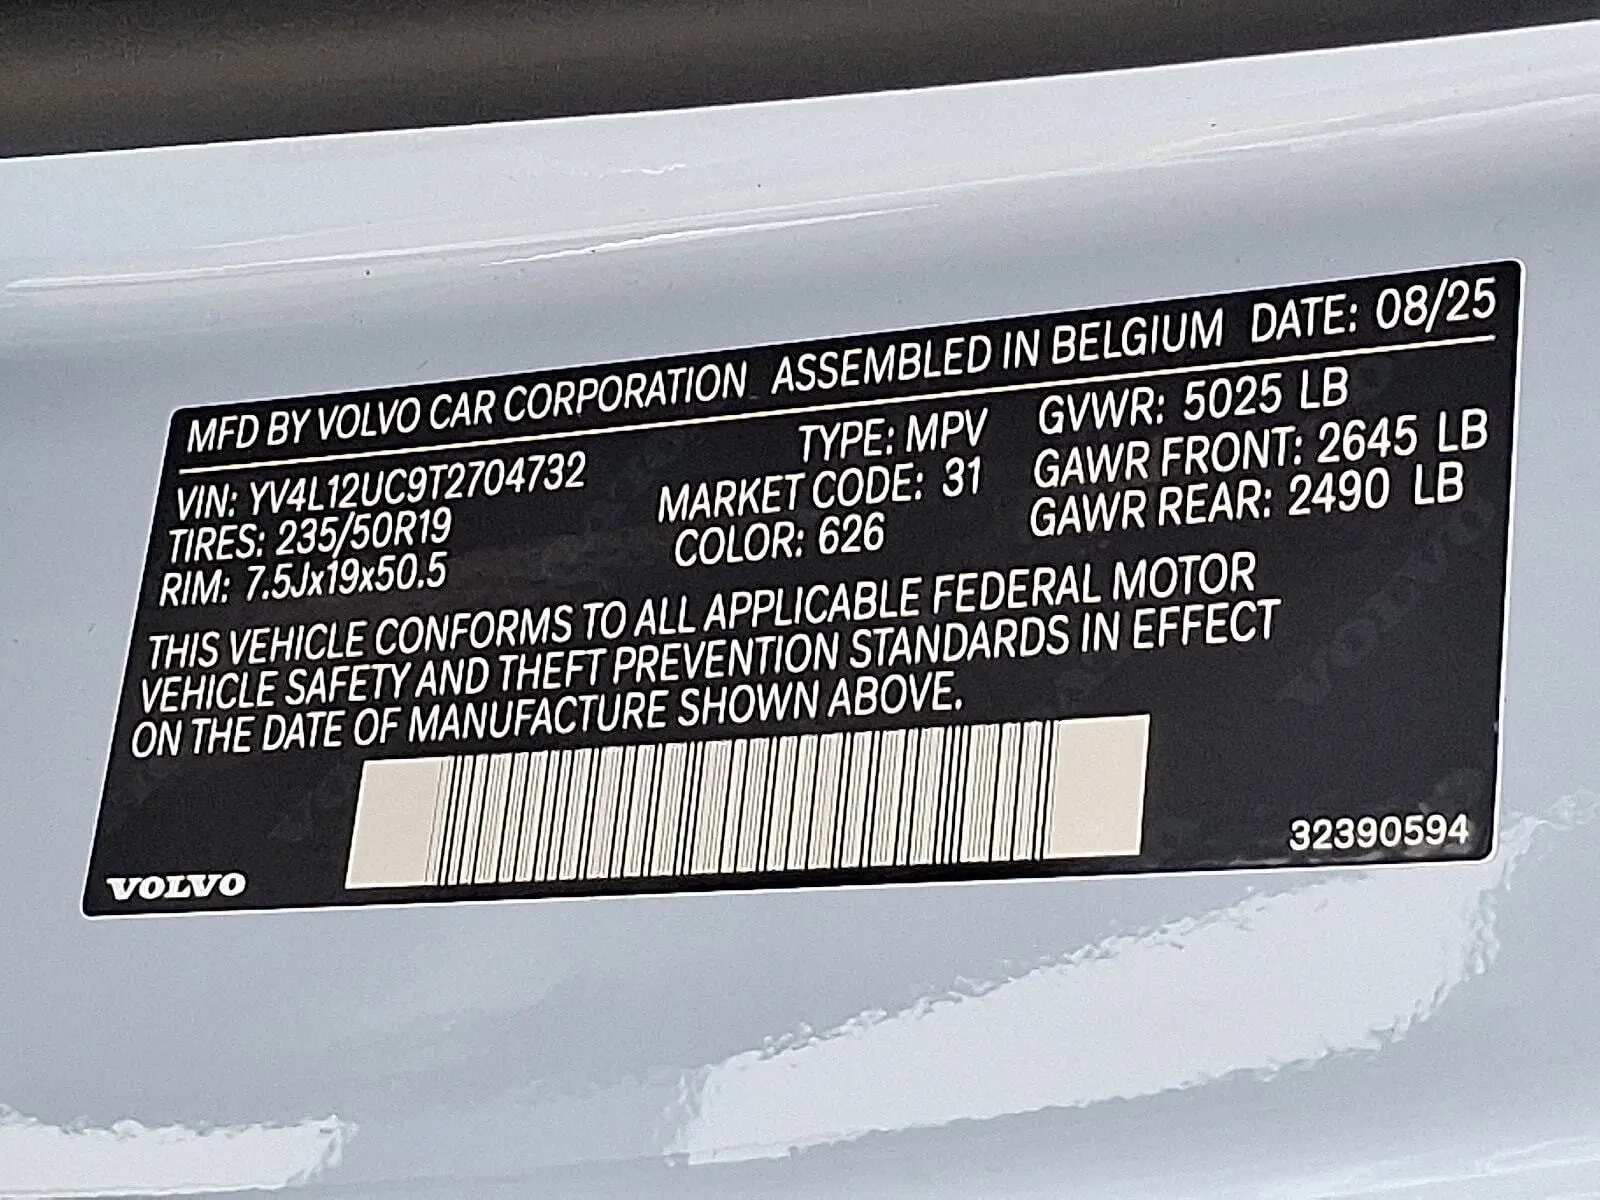 MFD BY VOLVO CAR CORPORATION ASSEMBLED IN BELGIUM DATE: 08/25
VIN: YV4L12UC9T2704732 TYPE: MPV GVWR: 5025 LB
TIRES: 235/50R19 MARKET CODE: 31 GAWR FRONT: 2645 LB
RIM: 7.5Jx19x50.5 COLOR: 626 GAWR REAR: 2490 LB
THIS VEHICLE CONFORMS TO ALL APPLICABLE FEDERAL MOTOR
VEHICLE SAFETY AND THEFT PREVENTION STANDARDS IN EFFECT
ON THE DATE OF MANUFACTURE SHOWN ABOVE.
VOLVO 32390594